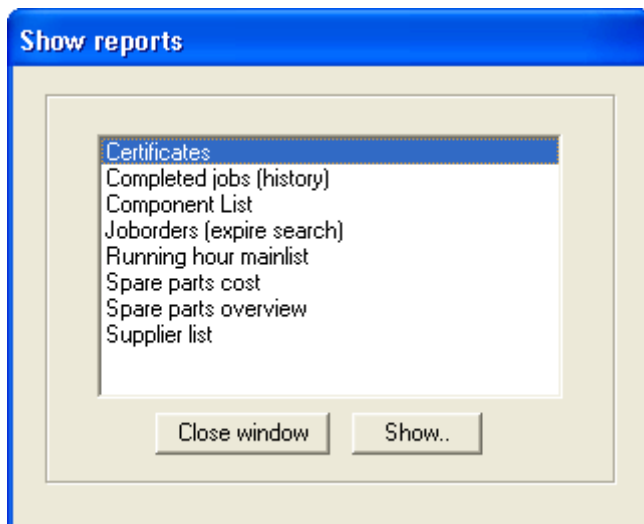 Show reports
Certificates
Completed jobs (history)
Component List
Joborders (expire search)
Running hour mainlist
Spare parts cost
Spare parts overview
Supplier list
Close window
Show..